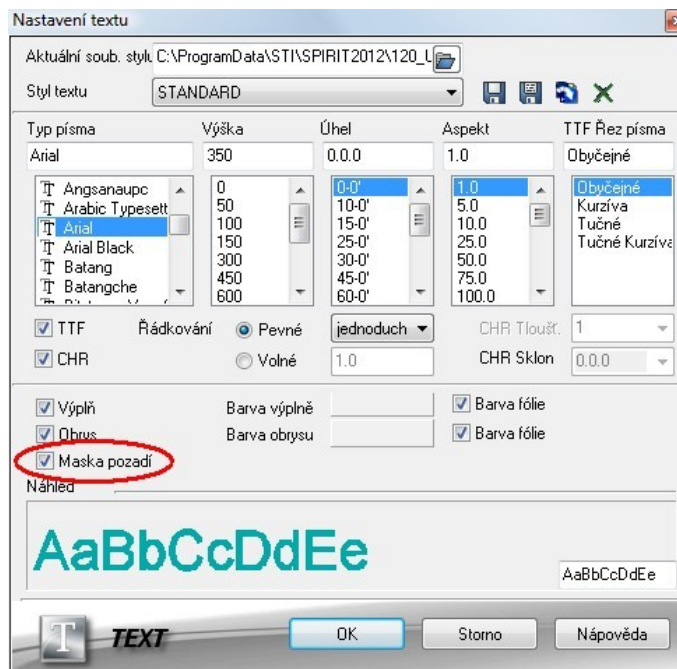 Nastavení textu
Aktuální soub. stylu C:\ProgramData\STI\SPIRIT2012\120_L
Styl textu STANDARD
Typ písma Výška Úhel Aspekt TTF Řez písma
Arial 350 0.0.0 1.0 Obyčejné
Angsanaupc 0 0-0' 1.0 Obyčejné
Arabic Typesett 50 10-0' 5.0 Kurzíva
Arial 100 15-0' 10.0 Tučné
Arial Black 150 25-0' 25.0 Tučné Kurzíva
Batang 300 30-0' 50.0
Batangche 450 45-0' 75.0
600 60-0' 100.0
TTF Řádkování Pevné jednoduch CHR Tloušť. 1
CHR Volné 1.0 CHR Sklon 0.0.0
Výplň Barva výplně Barva fólie
Obrys Barva obrysu Barva fólie
Maska pozadí
Náhled
AaBbCcDdEe
AaBbCcDdEe
T TEXT OK Storno Nápověda